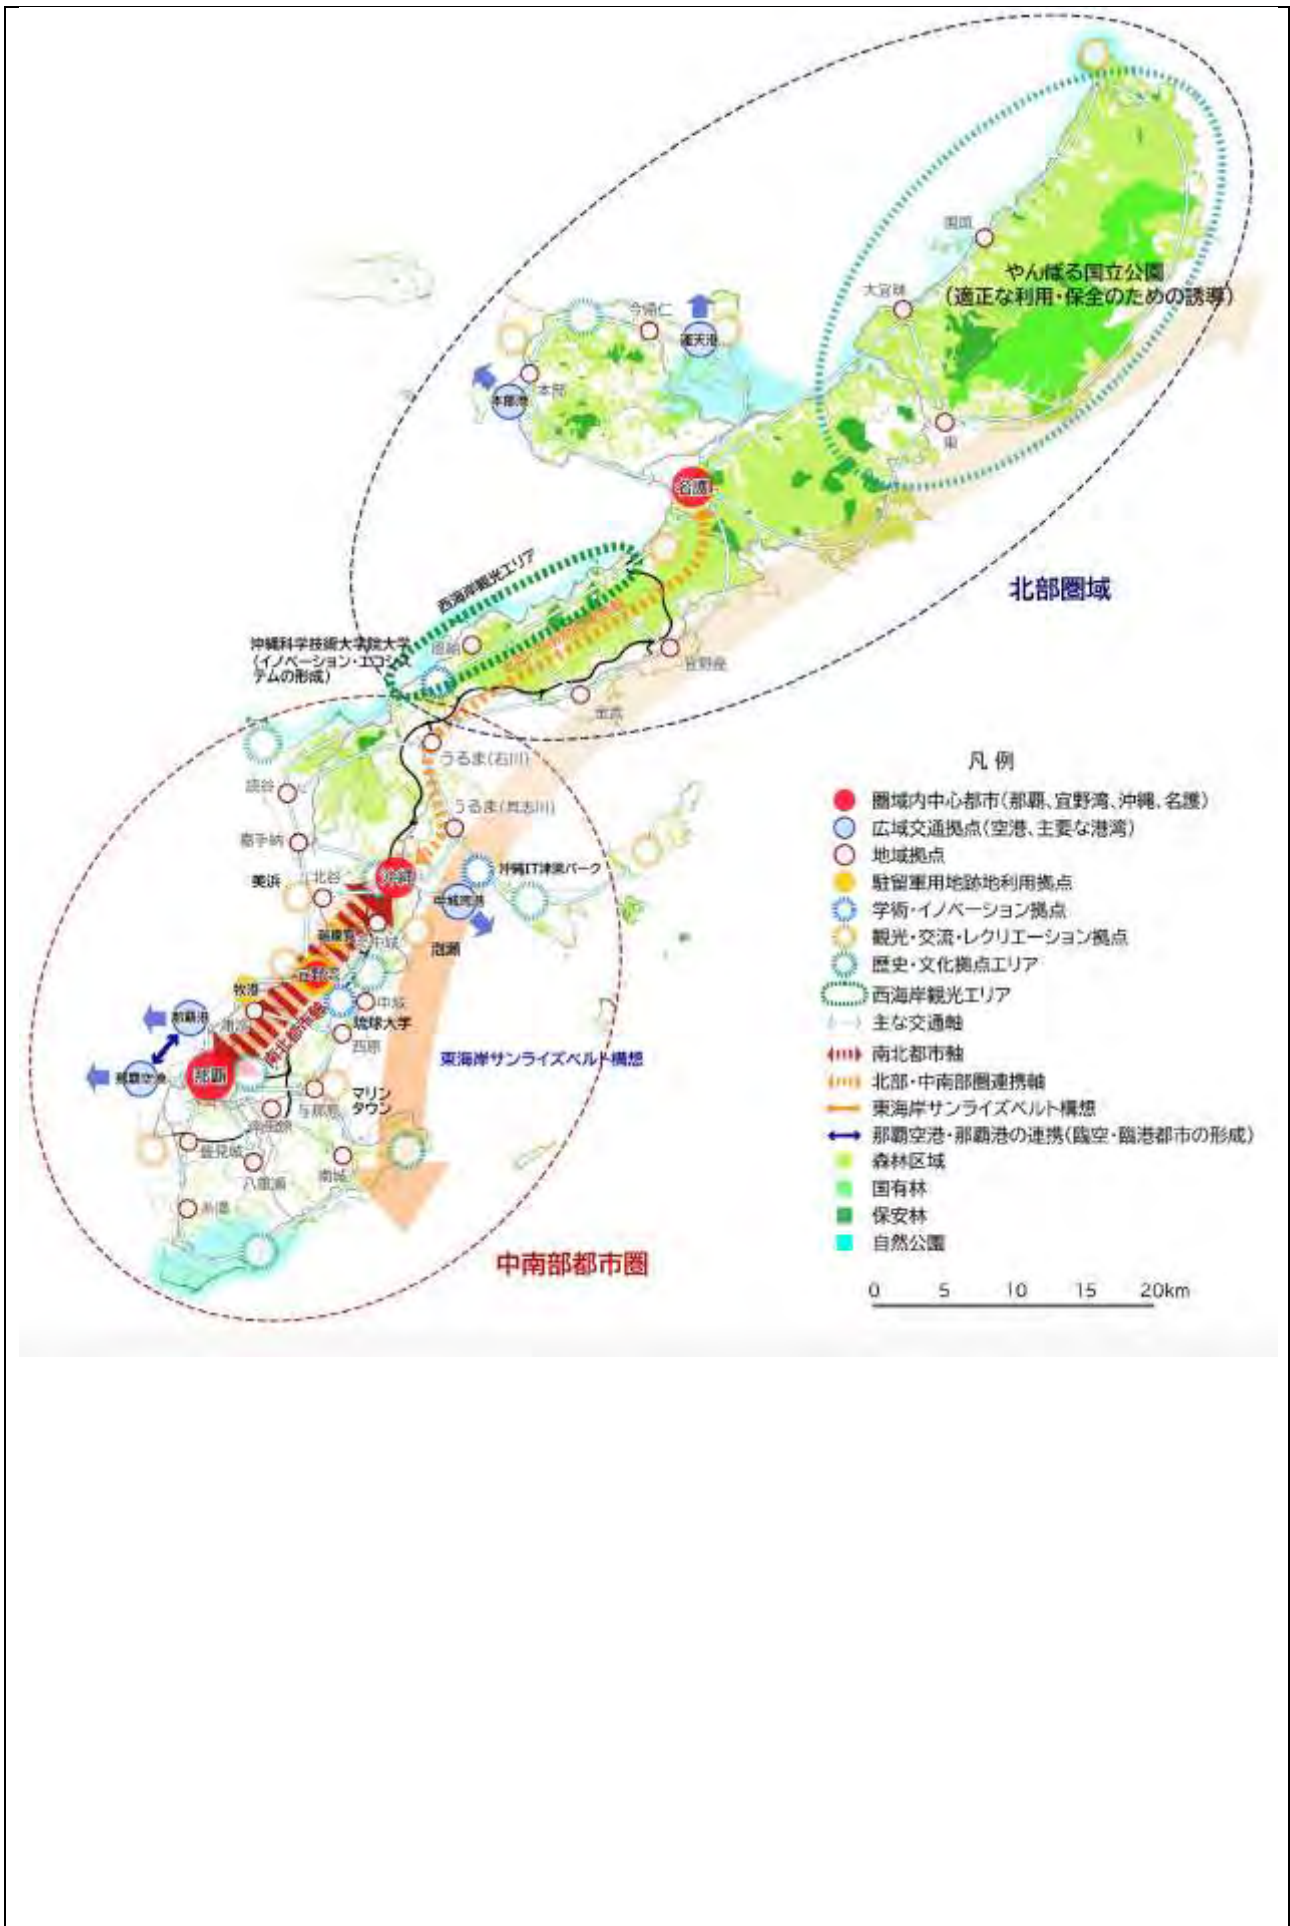 国頭
やんばる国立公園
(適正な利用・保全のための誘導)
大宜味
今帰仁
運天港
本部
本部港
東
名護
西海岸観光エリア
北部圏域
沖縄科学技術大学院大学
(イノベーション・エコシス
テムの形成)
恩納
宜野座
金武
うるま(石川)
読谷
うるま(具志川)
嘉手納
沖縄IT津梁パーク
沖縄
美浜
北谷
中城湾港
泡瀬
北中城
宜野湾
牧港
中城
那覇港
琉球大学
南北都市軸
西原
東海岸サンライズベルト構想
那覇空港
那覇
マリン
タウン
与那原
南風原
豊見城
八重瀬
南城
糸満
中南部都市圏
凡例
圏域内中心都市(那覇、宜野湾、沖縄、名護)
広域交通拠点(空港、主要な港湾)
地域拠点
駐留軍用地跡地利用拠点
学術・イノベーション拠点
観光・交流・レクリエーション拠点
歴史・文化拠点エリア
西海岸観光エリア
主な交通軸
南北都市軸
北部・中南部圏連携軸
東海岸サンライズベルト構想
那覇空港・那覇港の連携(臨空・臨港都市の形成)
森林区域
国有林
保安林
自然公園
0 5 10 15 20km